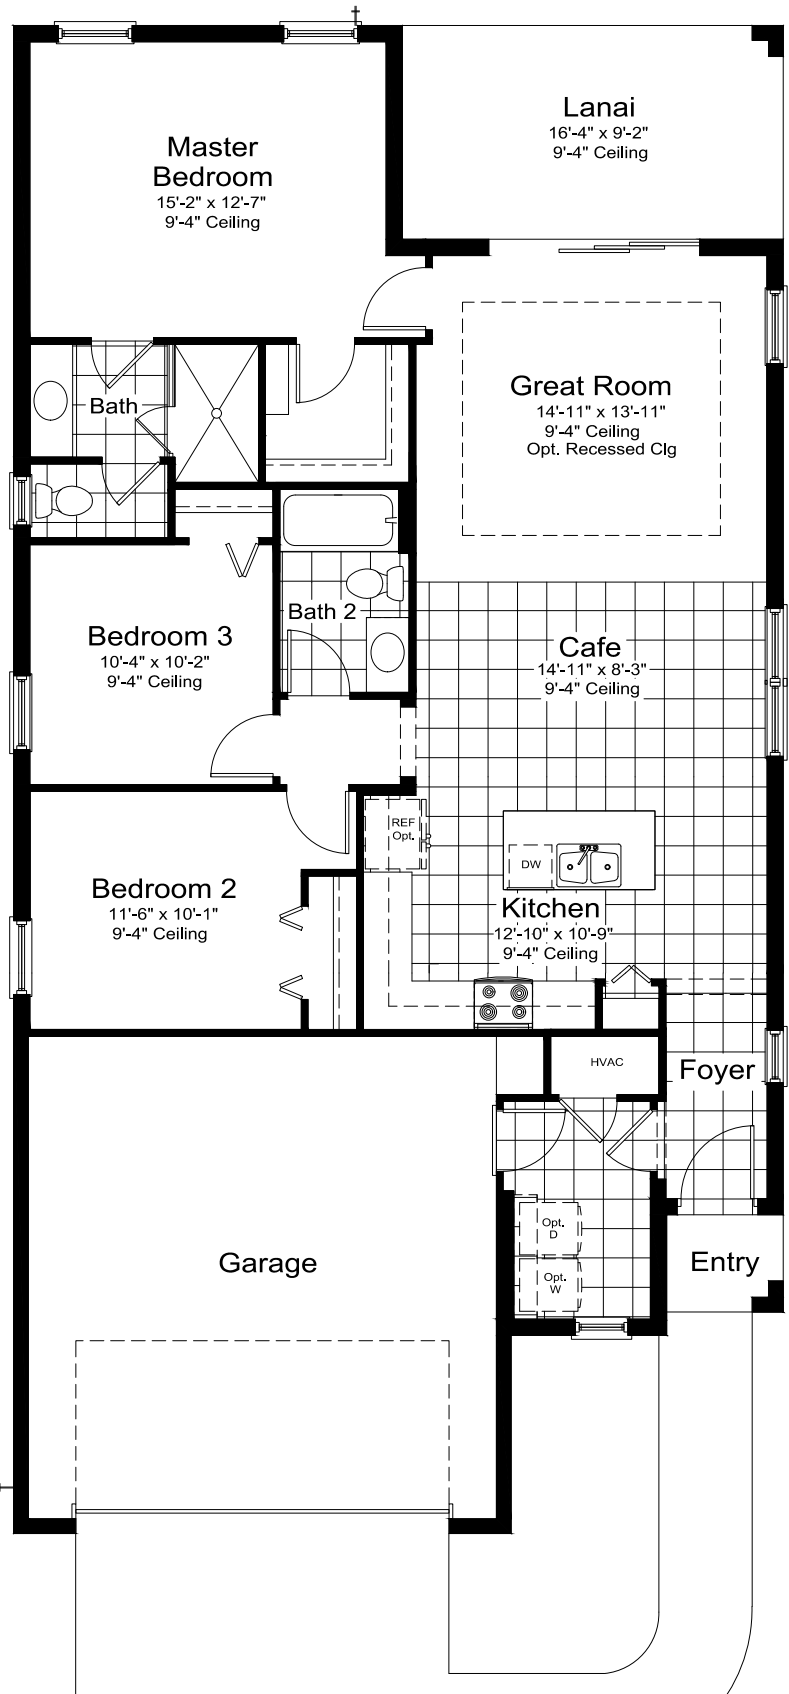 Lanai
16'-4" x 9'-2"
9'-4" Ceiling
Master
Bedroom
15'-2" x 12'-7"
9'-4" Ceiling
Great Room
14'-11" x 13'-11"
9'-4" Ceiling
Opt. Recessed Clg
Bath
Bath 2
Bedroom 3
10'-4" x 10'-2"
9'-4" Ceiling
Cafe
14'-11" x 8'-3"
9'-4" Ceiling
REF
Opt.
DW
Bedroom 2
11'-6" x 10'-1"
9'-4" Ceiling
Kitchen
12'-10" x 10'-9"
9'-4" Ceiling
HVAC
Foyer
Opt.
D
Opt.
W
Garage
Entry